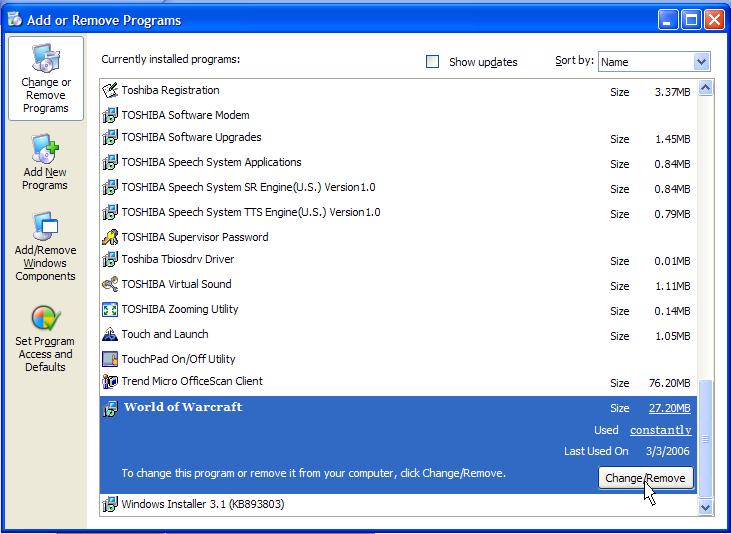 Add or Remove Programs
Change or
Remove
Programs
Add New
Programs
Add/Remove
Windows
Components
Set Program
Access and
Defaults
Currently installed programs:
Show updates
Sort by: Name
Toshiba Registration Size 3.37MB
TOSHIBA Software Modem
TOSHIBA Software Upgrades Size 1.45MB
TOSHIBA Speech System Applications Size 0.84MB
TOSHIBA Speech System SR Engine(U.S.) Version1.0 Size 0.84MB
TOSHIBA Speech System TTS Engine(U.S.) Version1.0 Size 0.79MB
TOSHIBA Supervisor Password
Toshiba Tbiosdrv Driver Size 0.01MB
TOSHIBA Virtual Sound Size 1.11MB
TOSHIBA Zooming Utility Size 0.14MB
Touch and Launch Size 1.05MB
TouchPad On/Off Utility
Trend Micro OfficeScan Client Size 76.20MB
World of Warcraft Size 27.20MB
Used constantly
Last Used On 3/3/2006
To change this program or remove it from your computer, click Change/Remove. Change/Remove
Windows Installer 3.1 (KB893803)